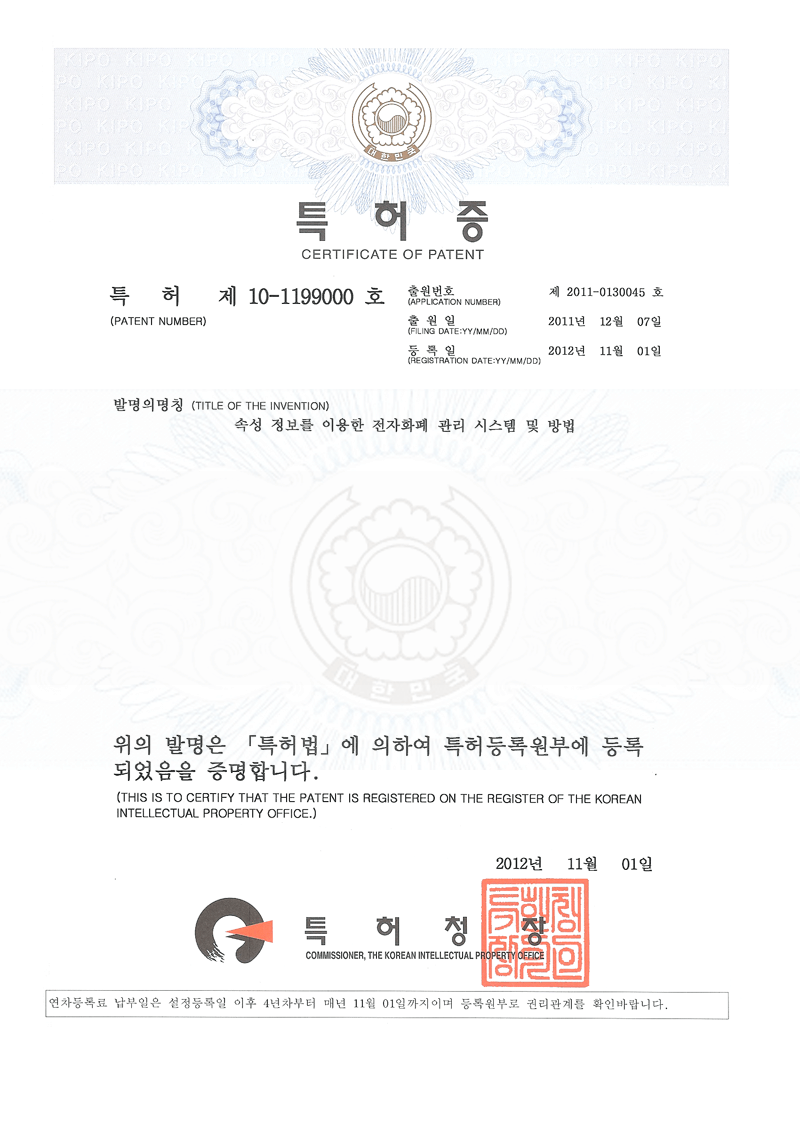 대한민국
특 허 증
CERTIFICATE OF PATENT
특 허 제 10-1199000 호
(PATENT NUMBER)
출원번호 제 2011-0130045 호
(APPLICATION NUMBER)
출 원 일 2011년 12월 07일
(FILING DATE:YY/MM/DD)
등 록 일 2012년 11월 01일
(REGISTRATION DATE:YY/MM/DD)
발명의명칭 (TITLE OF THE INVENTION)
속성 정보를 이용한 전자화폐 관리 시스템 및 방법
대한민국
위의 발명은 「특허법」에 의하여 특허등록원부에 등록
되었음을 증명합니다.
(THIS IS TO CERTIFY THAT THE PATENT IS REGISTERED ON THE REGISTER OF THE KOREAN
INTELLECTUAL PROPERTY OFFICE.)
2012년 11월 01일
특 허 청 장
COMMISSIONER, THE KOREAN INTELLECTUAL PROPERTY OFFICE
연차등록료 납부일은 설정등록일 이후 4년차부터 매년 11월 01일까지이며 등록원부로 권리관계를 확인바랍니다.